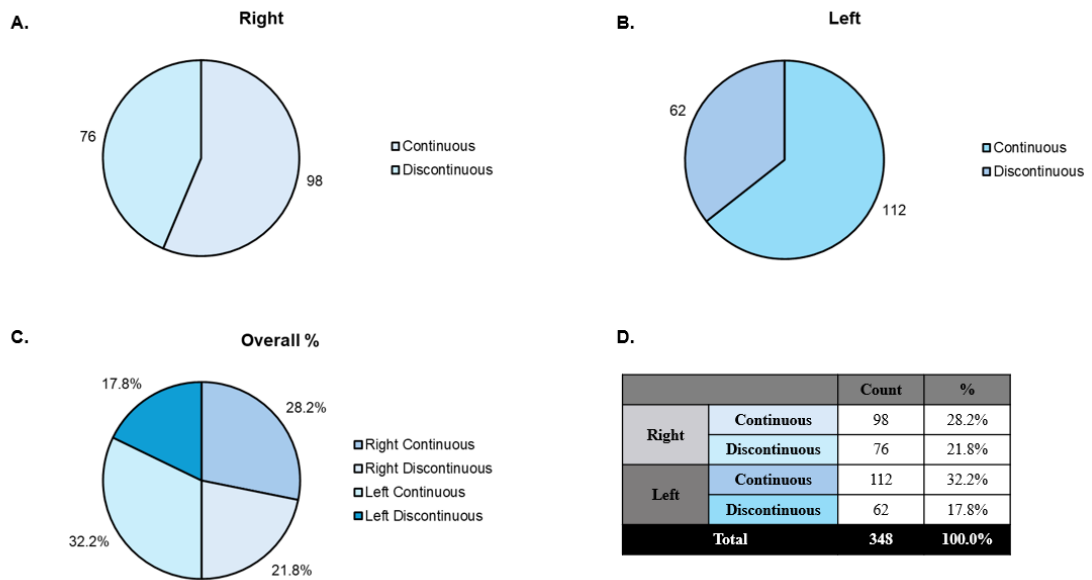 A.
Right
76
98
Continuous
Discontinuous
B.
Left
62
112
Continuous
Discontinuous
C.
Overall %
17.8%
28.2%
32.2%
21.8%
Right Continuous
Right Discontinuous
Left Continuous
Left Discontinuous
D.
Count %
Right Continuous 98 28.2%
Discontinuous 76 21.8%
Left Continuous 112 32.2%
Discontinuous 62 17.8%
Total 348 100.0%